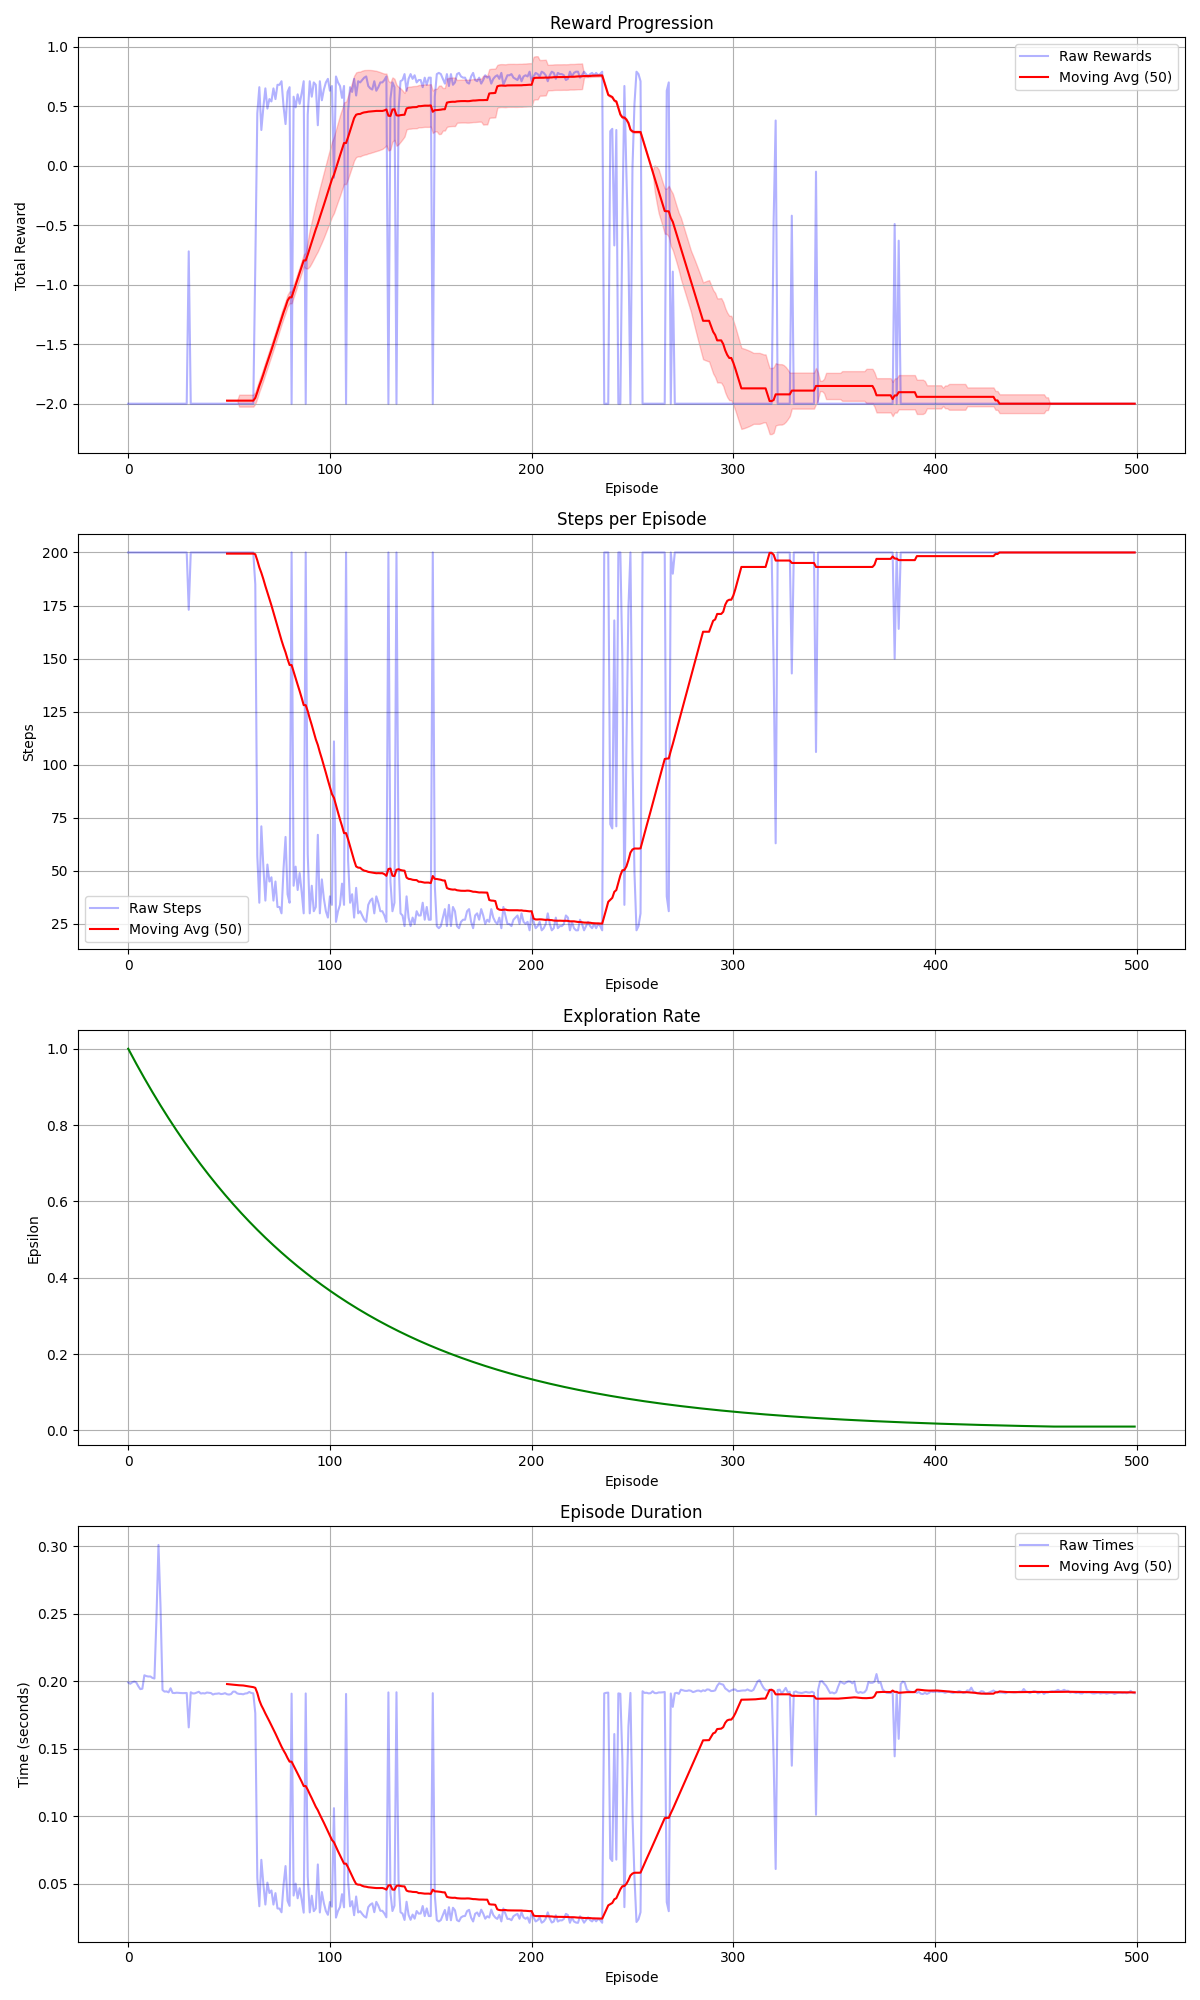 Reward Progression
1.0
0.5
0.0
−0.5
−1.0
−1.5
−2.0
Total Reward
Raw Rewards
Moving Avg (50)
0 100 200 300 400 500
Episode
Steps per Episode
200
175
150
125
100
75
50
25
Steps
Raw Steps
Moving Avg (50)
0 100 200 300 400 500
Episode
Exploration Rate
1.0
0.8
0.6
0.4
0.2
0.0
Epsilon
0 100 200 300 400 500
Episode
Episode Duration
0.30
0.25
0.20
0.15
0.10
0.05
Time (seconds)
Raw Times
Moving Avg (50)
0 100 200 300 400 500
Episode